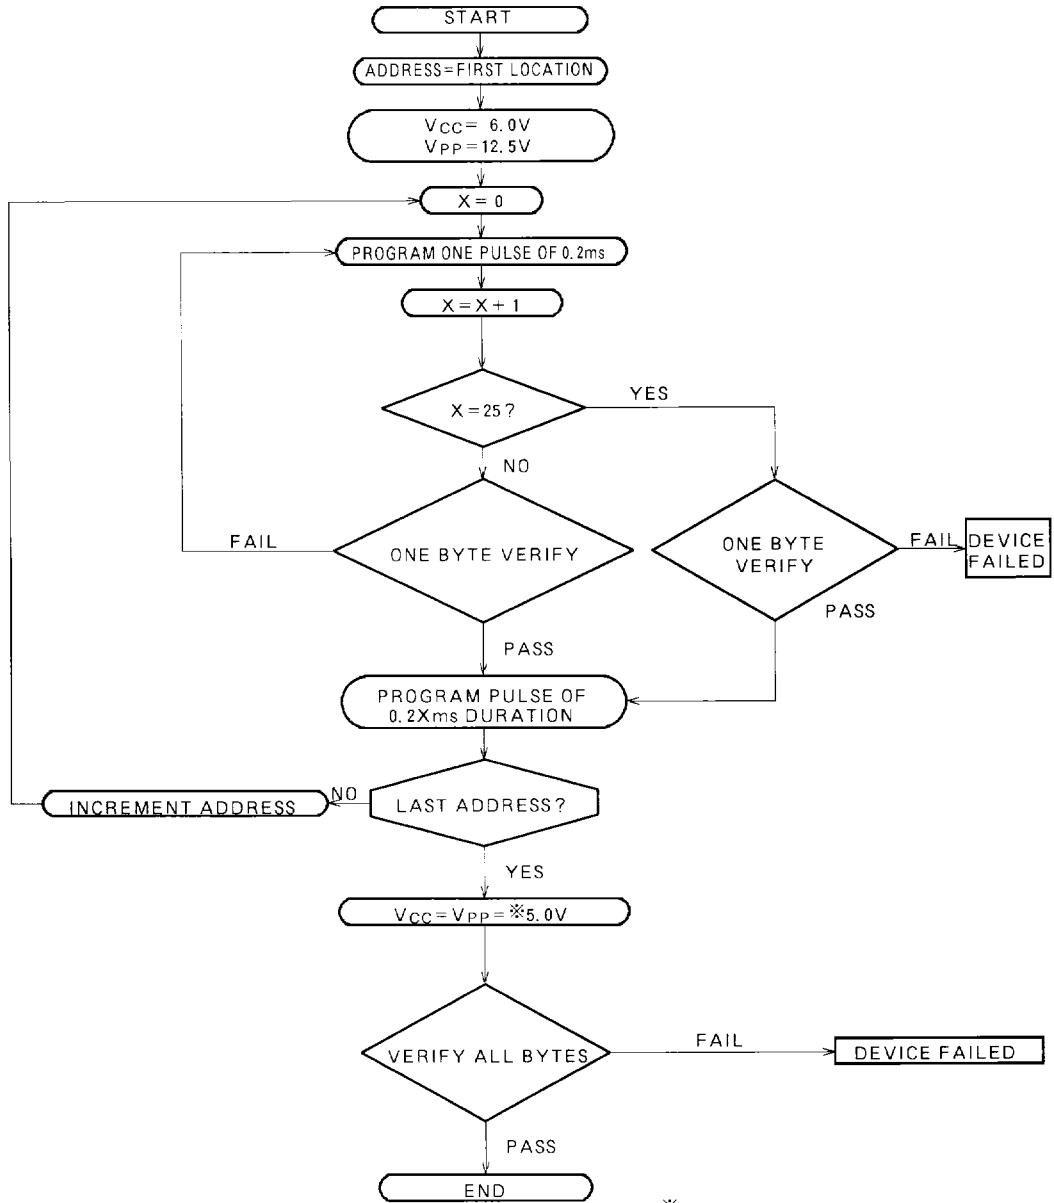 START
ADDRESS=FIRST LOCATION
VCC= 6.0V
VPP=12.5V
X=0
PROGRAM ONE PULSE OF 0.2ms
X=X+1
X=25?
YES
NO
ONE BYTE VERIFY
FAIL
ONE BYTE
VERIFY
FAIL
DEVICE
FAILED
PASS
PASS
PROGRAM PULSE OF
0.2Xms DURATION
LAST ADDRESS?
NO
INCREMENT ADDRESS
YES
VCC=VPP=※5.0V
VERIFY ALL BYTES
FAIL
DEVICE FAILED
PASS
END
※